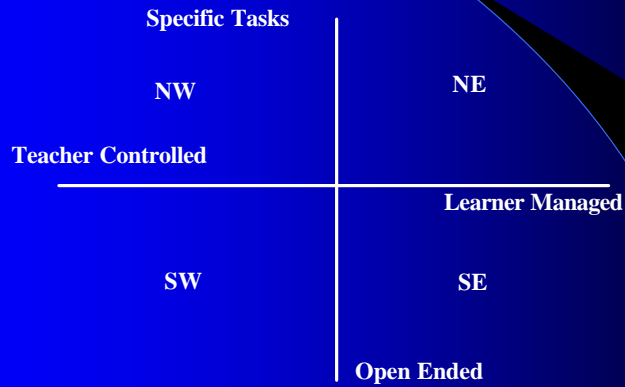 Specific Tasks
NW
NE
Teacher Controlled
Learner Managed
SW
SE
Open Ended